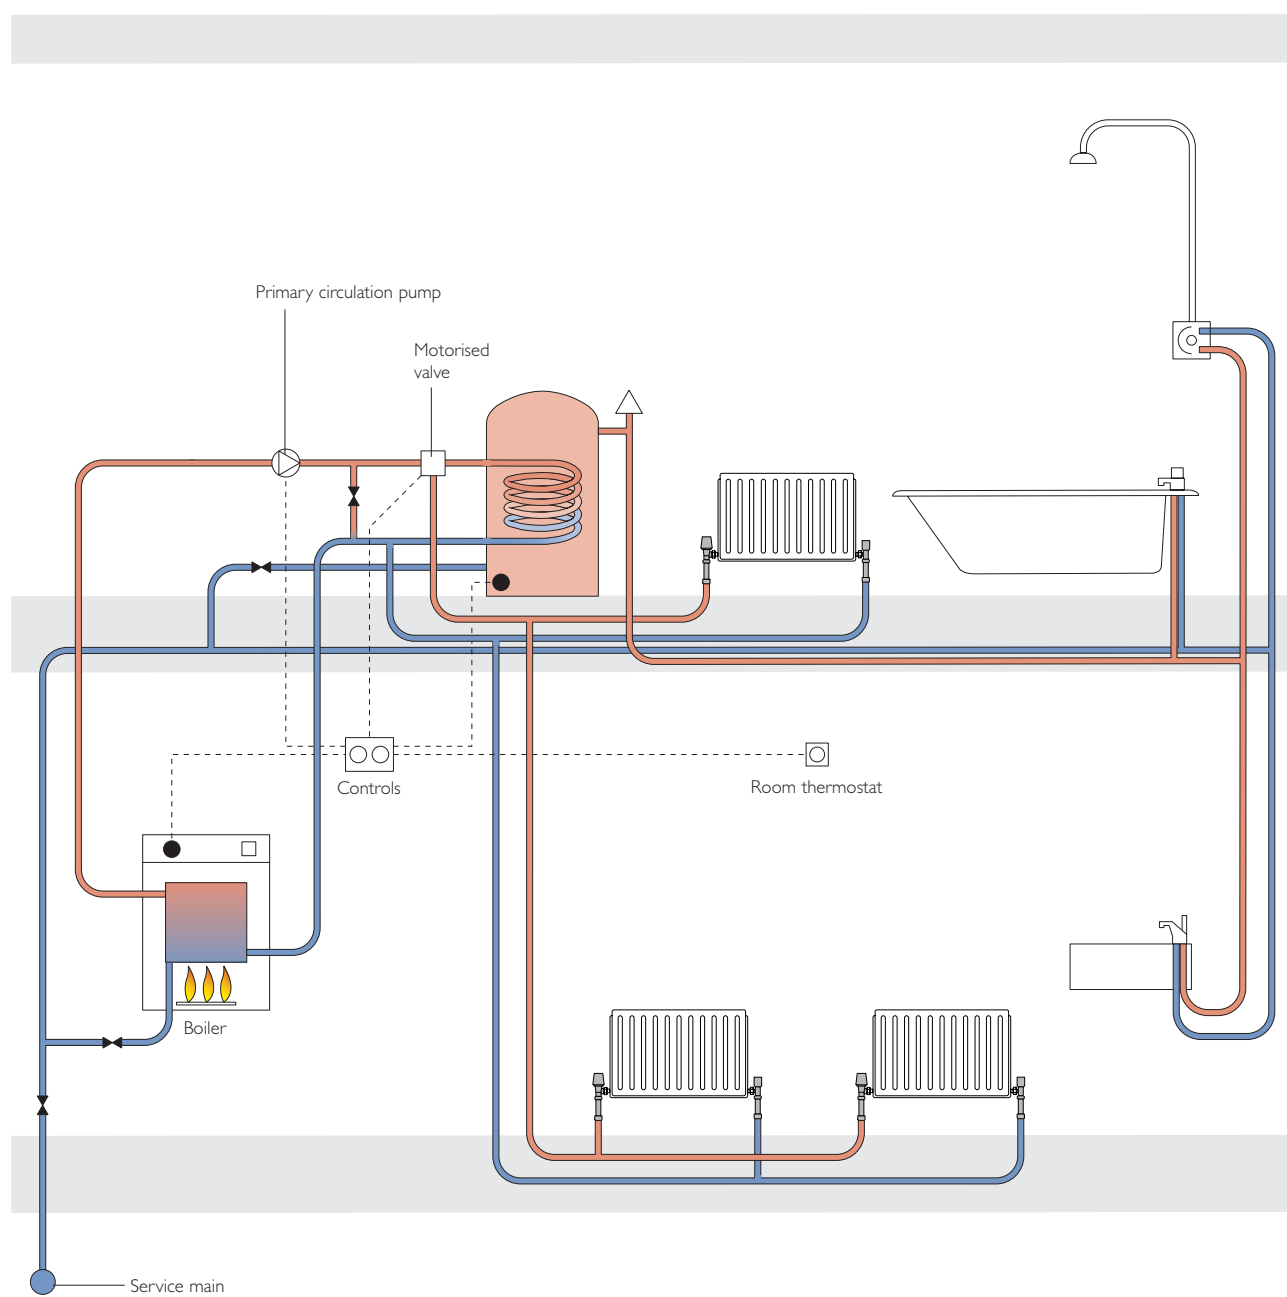 Primary circulation pump
Motorised
valve
Controls
Room thermostat
Boiler
Service main